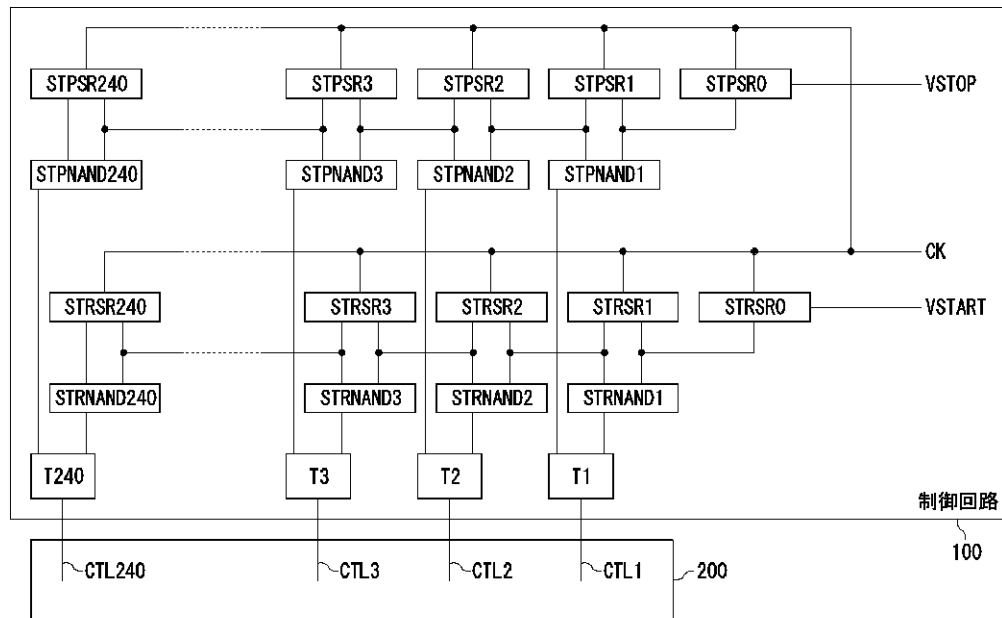 STPSR240 STPSR3 STPSR2 STPSR1 STPSR0 VSTOP
STPNAND240 STPNAND3 STPNAND2 STPNAND1
CK
STRSR240 STRSR3 STRSR2 STRSR1 STRSR0 VSTART
STRNAND240 STRNAND3 STRNAND2 STRNAND1
T240 T3 T2 T1
制御回路
100
CTL240 CTL3 CTL2 CTL1 200